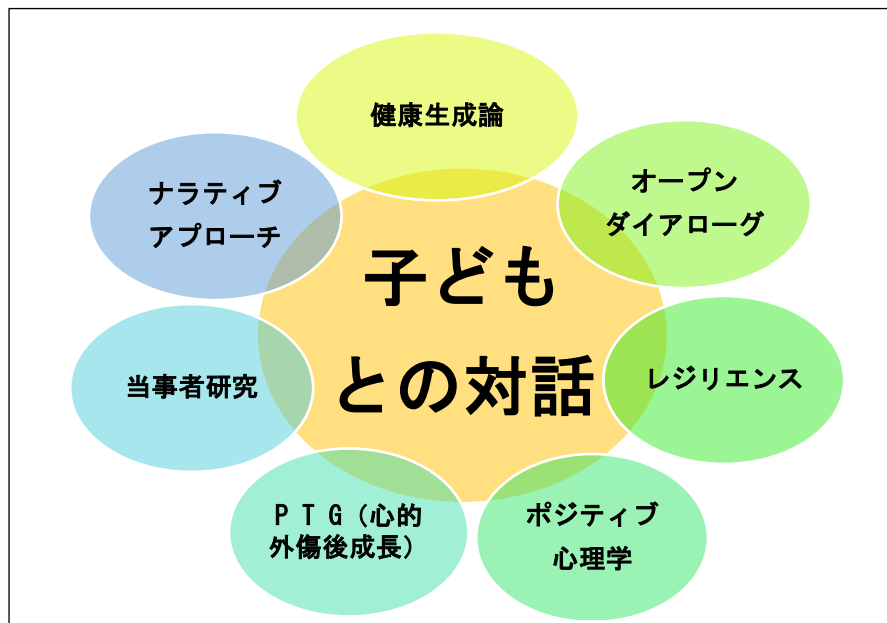 健康生成論
オープン
ダイアローグ
レジリエンス
ポジティブ
心理学
ＰＴＧ（心的
外傷後成長）
当事者研究
ナラティブ
アプローチ
子ども
との対話